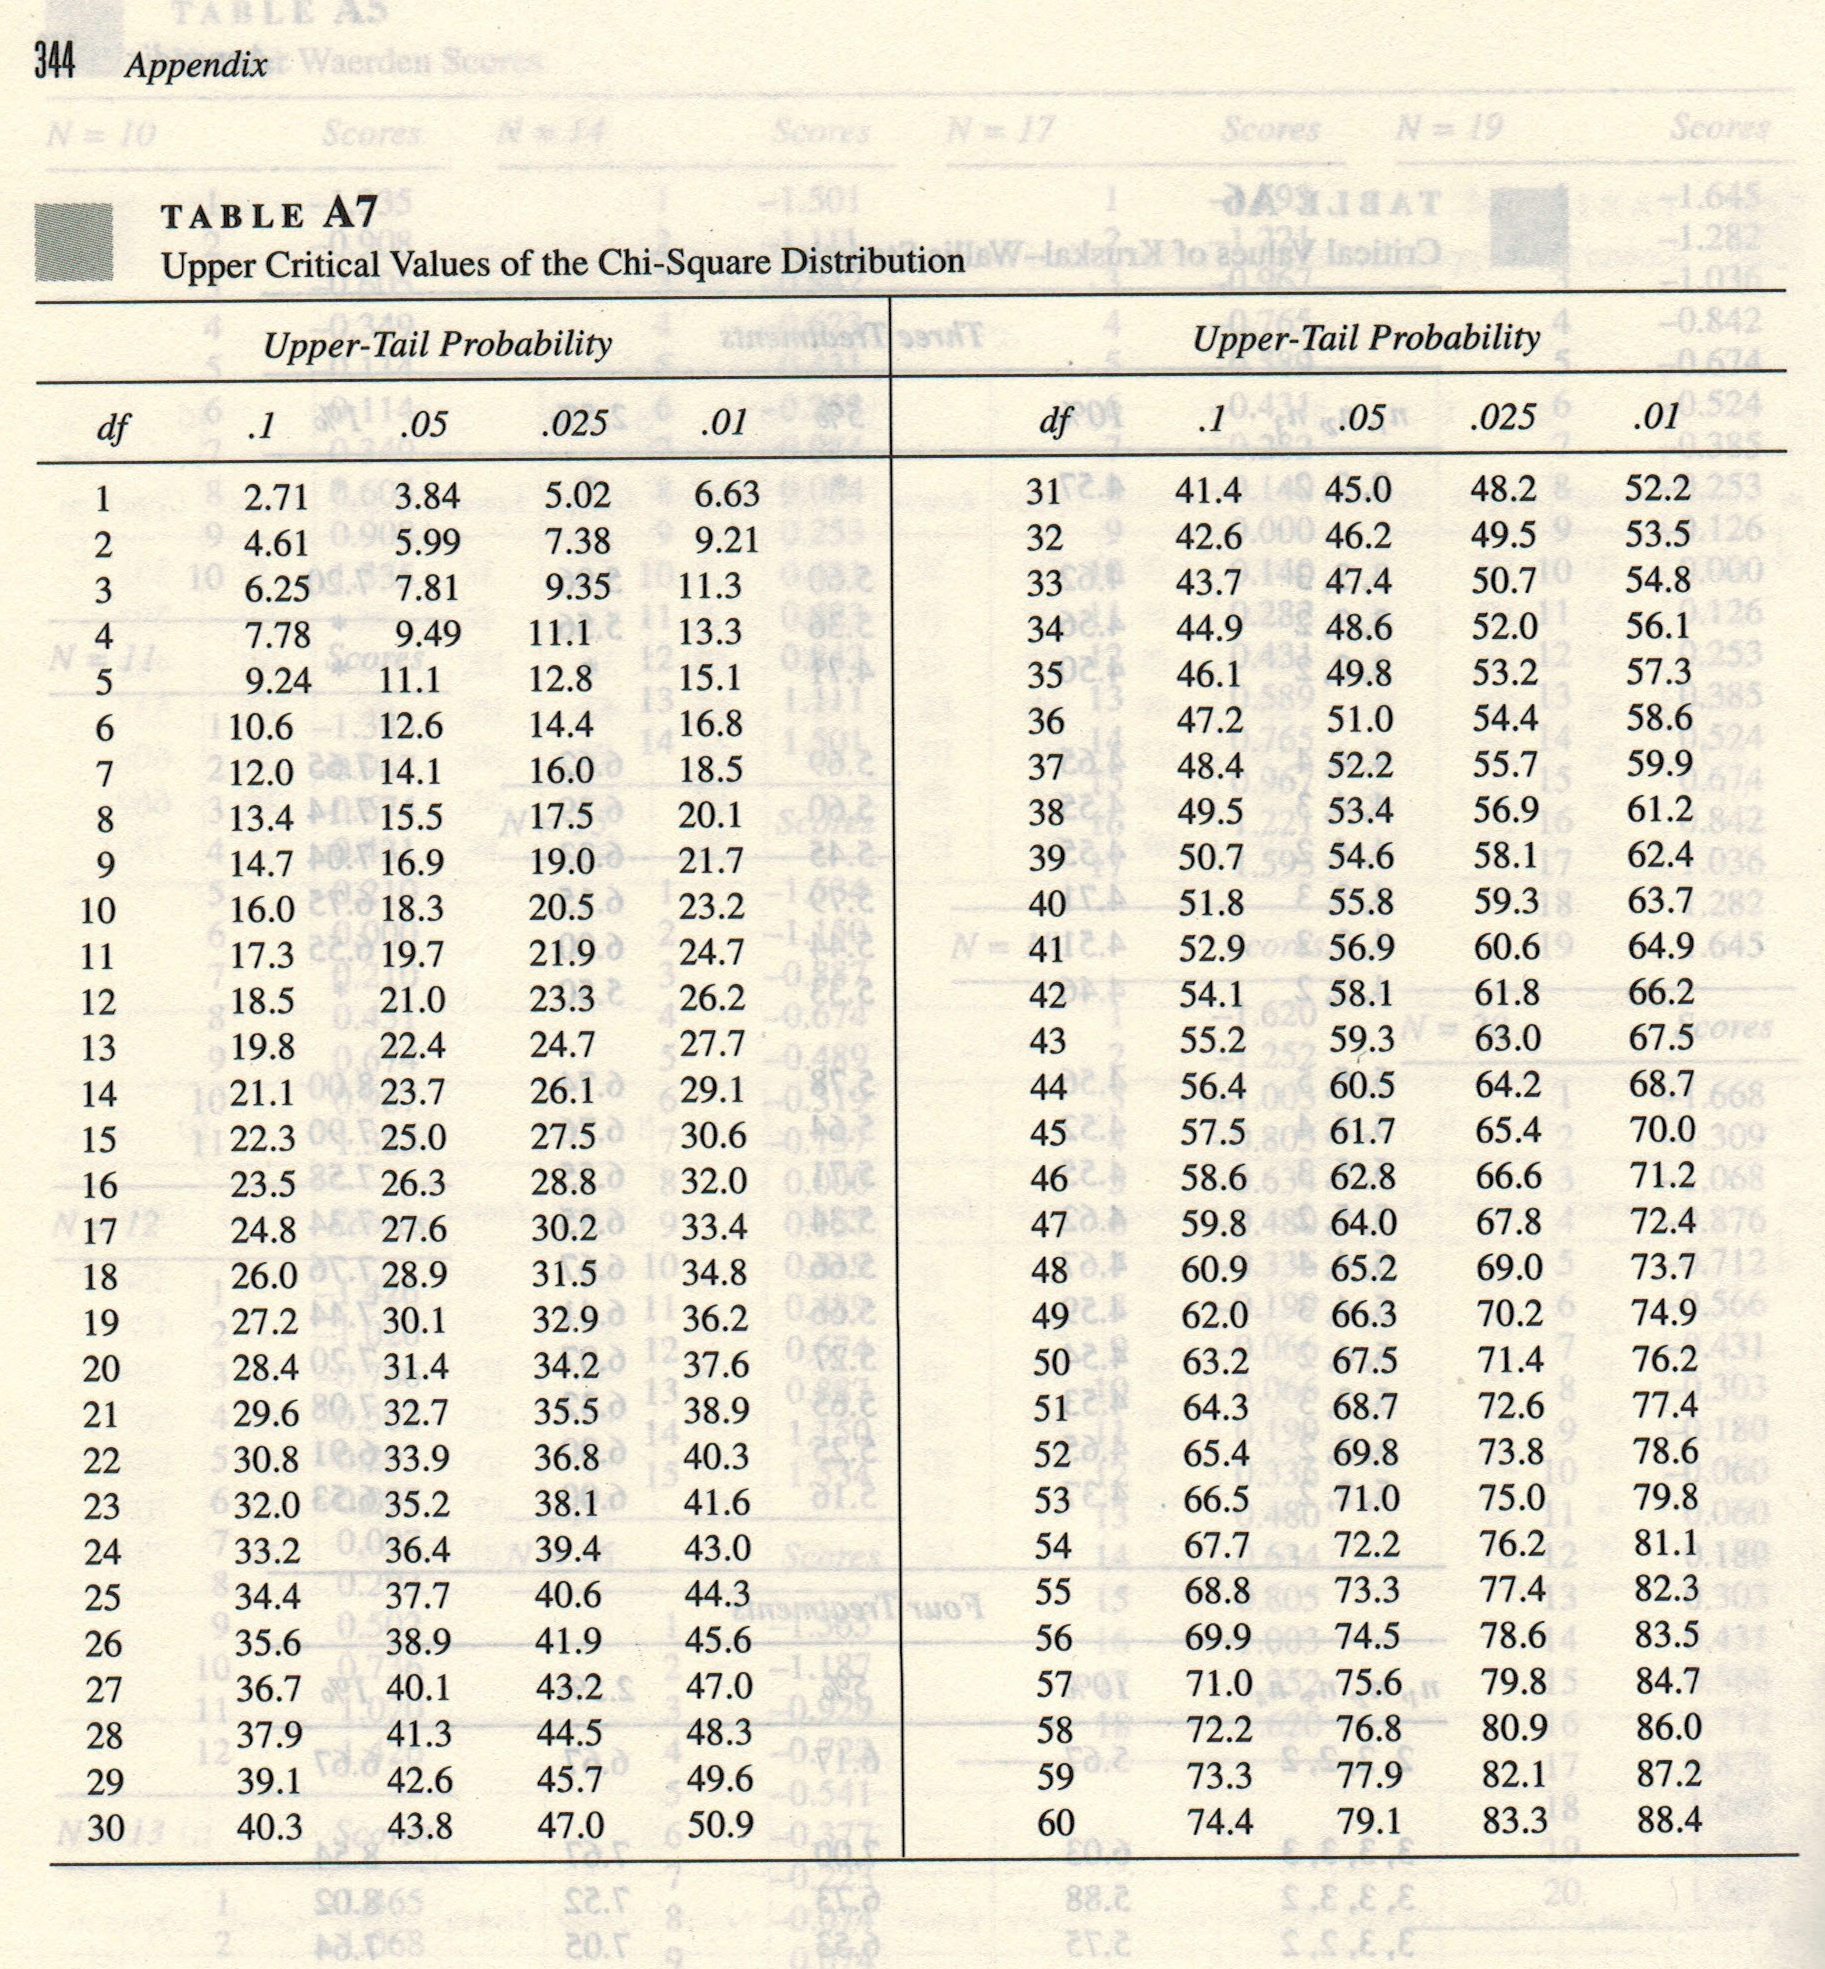 344 Appendix
TABLE A7
Upper Critical Values of the Chi-Square Distribution
Upper-Tail Probability Upper-Tail Probability
df .1 .05 .025 .01 df .1 .05 .025 .01
1 2.71 3.84 5.02 6.63 31 41.4 45.0 48.2 52.2
2 4.61 5.99 7.38 9.21 32 42.6 46.2 49.5 53.5
3 6.25 7.81 9.35 11.3 33 43.7 47.4 50.7 54.8
4 7.78 9.49 11.1 13.3 34 44.9 48.6 52.0 56.1
5 9.24 11.1 12.8 15.1 35 46.1 49.8 53.2 57.3
6 10.6 12.6 14.4 16.8 36 47.2 51.0 54.4 58.6
7 12.0 14.1 16.0 18.5 37 48.4 52.2 55.7 59.9
8 13.4 15.5 17.5 20.1 38 49.5 53.4 56.9 61.2
9 14.7 16.9 19.0 21.7 39 50.7 54.6 58.1 62.4
10 16.0 18.3 20.5 23.2 40 51.8 55.8 59.3 63.7
11 17.3 19.7 21.9 24.7 41 52.9 56.9 60.6 64.9
12 18.5 21.0 23.3 26.2 42 54.1 58.1 61.8 66.2
13 19.8 22.4 24.7 27.7 43 55.2 59.3 63.0 67.5
14 21.1 23.7 26.1 29.1 44 56.4 60.5 64.2 68.7
15 22.3 25.0 27.5 30.6 45 57.5 61.7 65.4 70.0
16 23.5 26.3 28.8 32.0 46 58.6 62.8 66.6 71.2
17 24.8 27.6 30.2 33.4 47 59.8 64.0 67.8 72.4
18 26.0 28.9 31.5 34.8 48 60.9 65.2 69.0 73.7
19 27.2 30.1 32.9 36.2 49 62.0 66.3 70.2 74.9
20 28.4 31.4 34.2 37.6 50 63.2 67.5 71.4 76.2
21 29.6 32.7 35.5 38.9 51 64.3 68.7 72.6 77.4
22 30.8 33.9 36.8 40.3 52 65.4 69.8 73.8 78.6
23 32.0 35.2 38.1 41.6 53 66.5 71.0 75.0 79.8
24 33.2 36.4 39.4 43.0 54 67.7 72.2 76.2 81.1
25 34.4 37.7 40.6 44.3 55 68.8 73.3 77.4 82.3
26 35.6 38.9 41.9 45.6 56 69.9 74.5 78.6 83.5
27 36.7 40.1 43.2 47.0 57 71.0 75.6 79.8 84.7
28 37.9 41.3 44.5 48.3 58 72.2 76.8 80.9 86.0
29 39.1 42.6 45.7 49.6 59 73.3 77.9 82.1 87.2
30 40.3 43.8 47.0 50.9 60 74.4 79.1 83.3 88.4